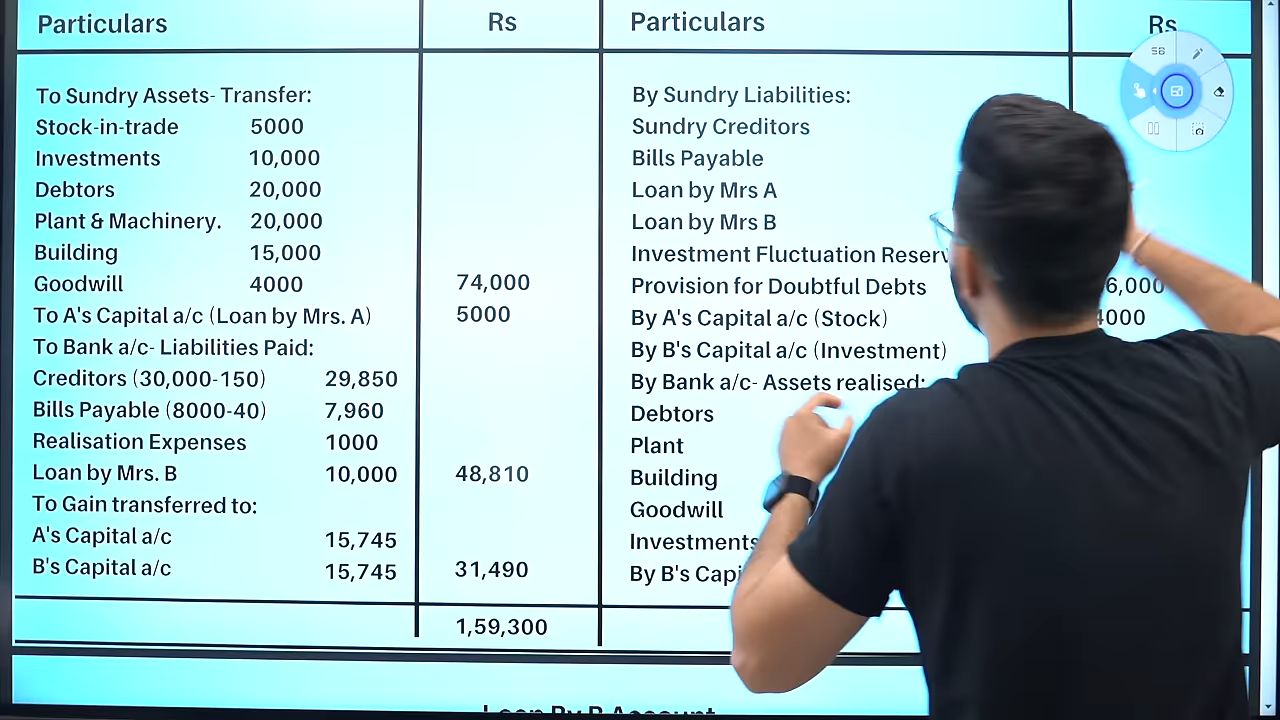 Particulars Rs Particulars Rs
To Sundry Assets- Transfer: By Sundry Liabilities:
Stock-in-trade 5000 Sundry Creditors
Investments 10,000 Bills Payable
Debtors 20,000 Loan by Mrs A
Plant & Machinery. 20,000 Loan by Mrs B
Building 15,000 Investment Fluctuation
Goodwill 4000 74,000 Provision for Doubtful Debts
To A's Capital a/c (Loan by Mrs. A) 5000 By A's Capital a/c (Stock)
To Bank a/c- Liabilities Paid: By B's Capital a/c (Investment)
Creditors (30,000-150) 29,850 By Bank a/c- Assets realised:
Bills Payable (8000-40) 7,960 Debtors
Realisation Expenses 1000 Plant
Loan by Mrs. B 10,000 48,810 Building
To Gain transferred to: Goodwill
A's Capital a/c 15,745 Investments
B's Capital a/c 15,745 31,490 By B's
1,59,300
Loan By B Account